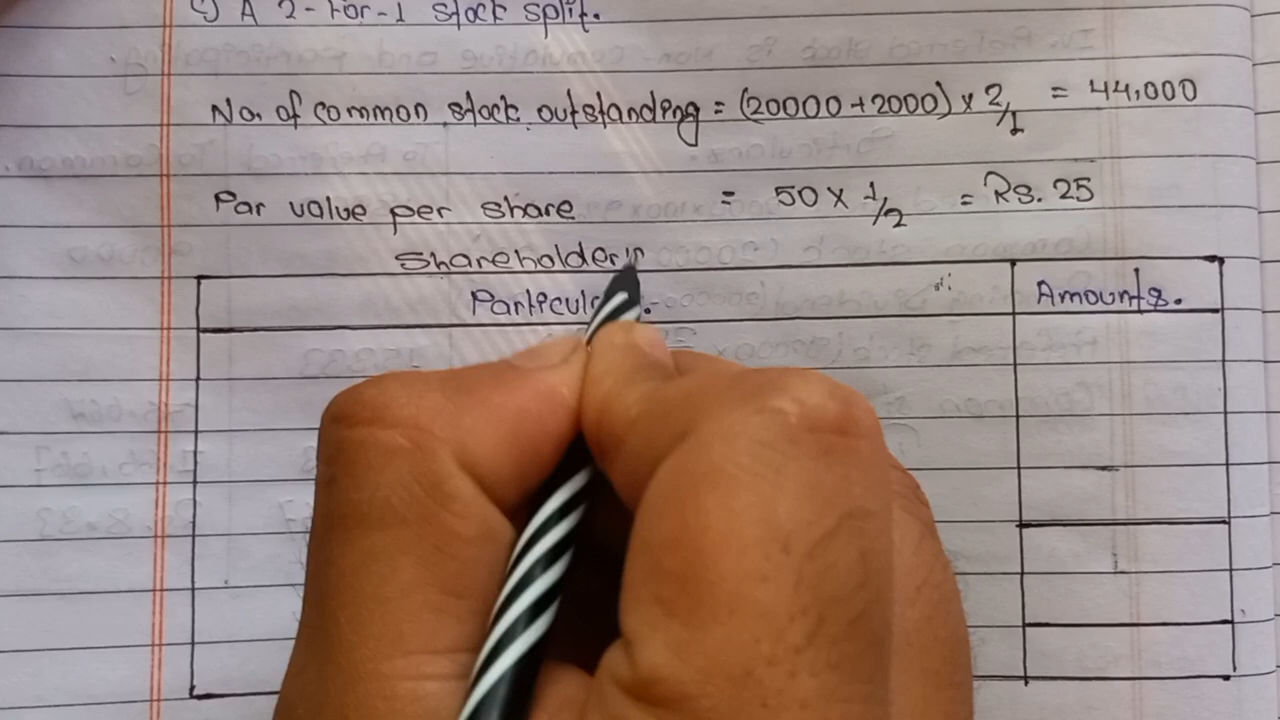 c) A 2-for-1 stock split.
No. of common stock outstanding = (20000 + 2000) × 2/1 = 44,000
Par value per share = 50 × 1/2 = Rs. 25
Shareholder's
Amounts.